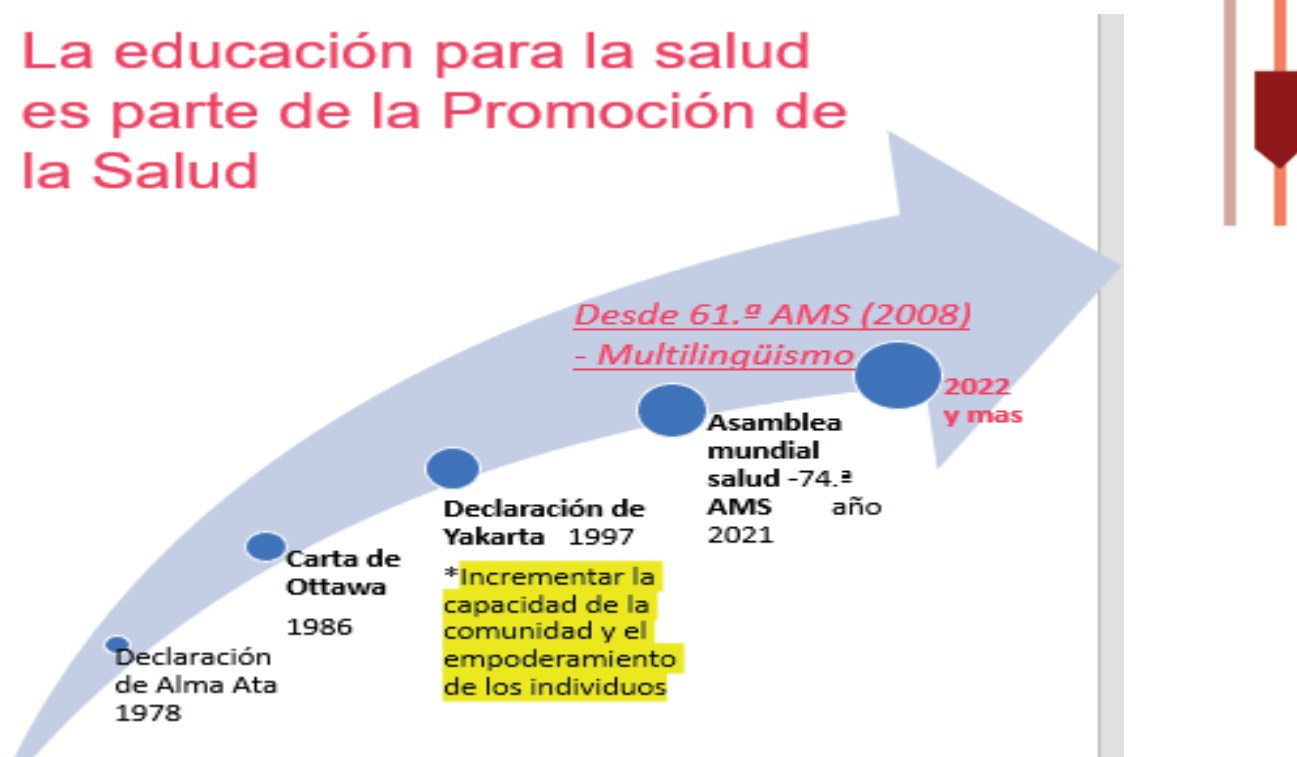 La educación para la salud
es parte de la Promoción de
la Salud
Desde 61.ª AMS (2008)
- Multilingüismo
2022
y mas
Asamblea
mundial
salud -74.ª
AMS año
2021
Declaración de
Yakarta 1997
*Incrementar la
capacidad de la
comunidad y el
empoderamiento
de los individuos
Carta de
Ottawa
1986
Declaración
de Alma Ata
1978